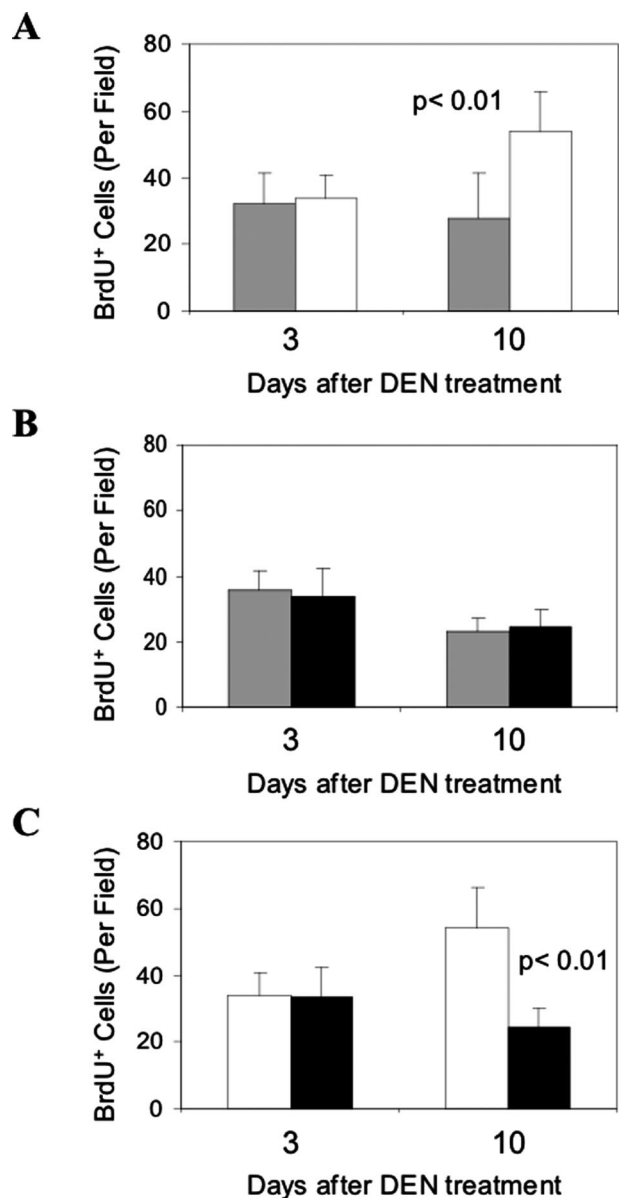 A
BrdU⁺ Cells (Per Field)
80
60
40
20
0
p< 0.01
3 10
Days after DEN treatment
B
BrdU⁺ Cells (Per Field)
80
60
40
20
0
3 10
Days after DEN treatment
C
BrdU⁺ Cells (Per Field)
80
60
40
20
0
p< 0.01
3 10
Days after DEN treatment